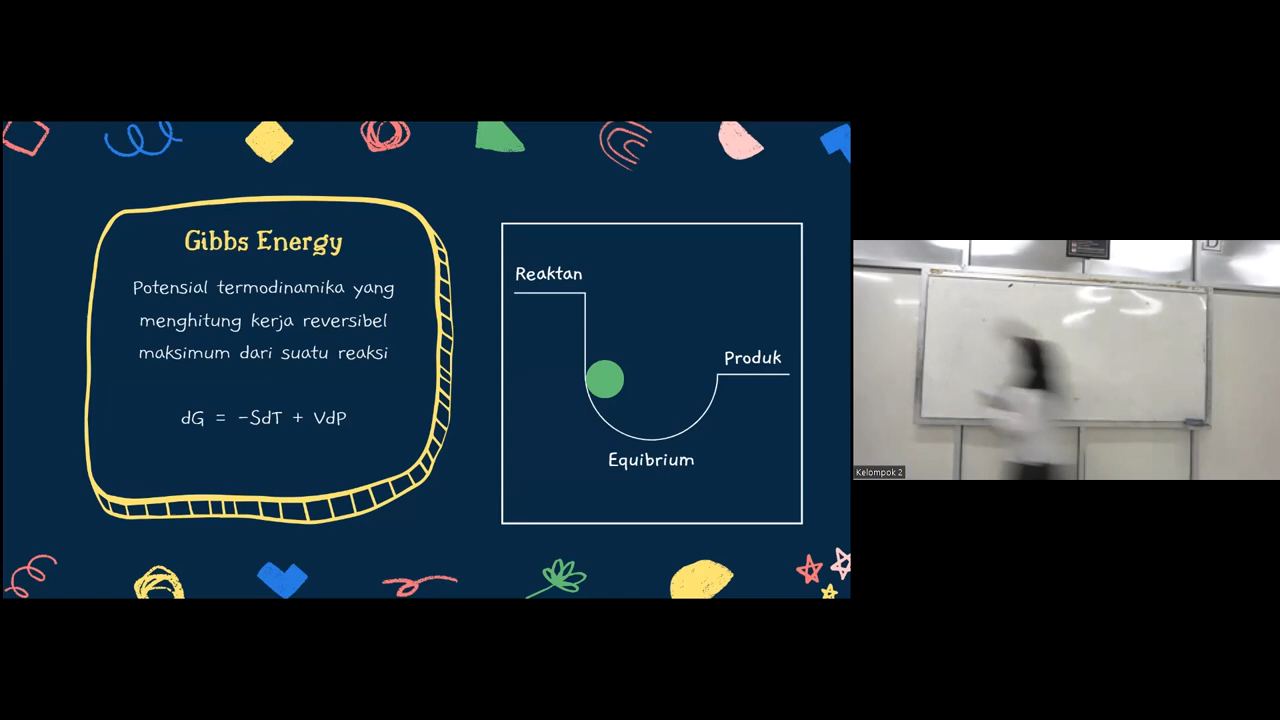 Gibbs Energy
Potensial termodinamika yang
menghitung kerja reversibel
maksimum dari suatu reaksi
dG = -SdT + VdP
Reaktan
Produk
Equibrium
Kelompok 2